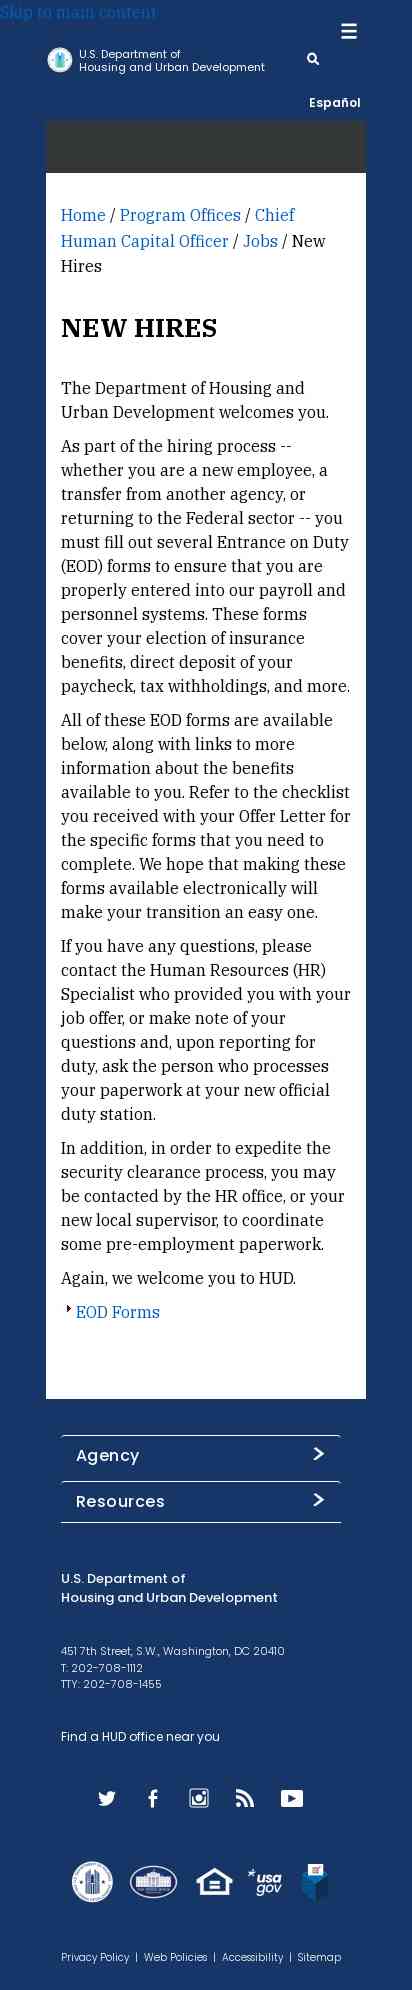 Skip to main content
U.S. Department of
Housing and Urban Development
Español
Home / Program Offices / Chief
Human Capital Officer / Jobs / New
Hires
NEW HIRES
The Department of Housing and
Urban Development welcomes you.
As part of the hiring process --
whether you are a new employee, a
transfer from another agency, or
returning to the Federal sector -- you
must fill out several Entrance on Duty
(EOD) forms to ensure that you are
properly entered into our payroll and
personnel systems. These forms
cover your election of insurance
benefits, direct deposit of your
paycheck, tax withholdings, and more.
All of these EOD forms are available
below, along with links to more
information about the benefits
available to you. Refer to the checklist
you received with your Offer Letter for
the specific forms that you need to
complete. We hope that making these
forms available electronically will
make your transition an easy one.
If you have any questions, please
contact the Human Resources (HR)
Specialist who provided you with your
job offer, or make note of your
questions and, upon reporting for
duty, ask the person who processes
your paperwork at your new official
duty station.
In addition, in order to expedite the
security clearance process, you may
be contacted by the HR office, or your
new local supervisor, to coordinate
some pre-employment paperwork.
Again, we welcome you to HUD.
EOD Forms
Agency
Resources
U.S. Department of
Housing and Urban Development
451 7th Street, S.W., Washington, DC 20410
T: 202-708-1112
TTY: 202-708-1455
Find a HUD office near you
usa
gov
Privacy Policy | Web Policies | Accessibility | Sitemap